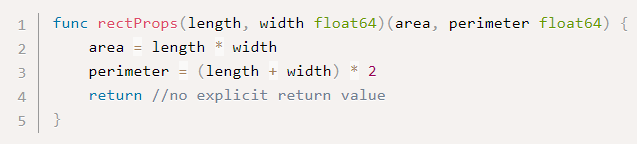 1 func rectProps(length, width float64)(area, perimeter float64) {
2     area = length * width
3     perimeter = (length + width) * 2
4     return //no explicit return value
5 }